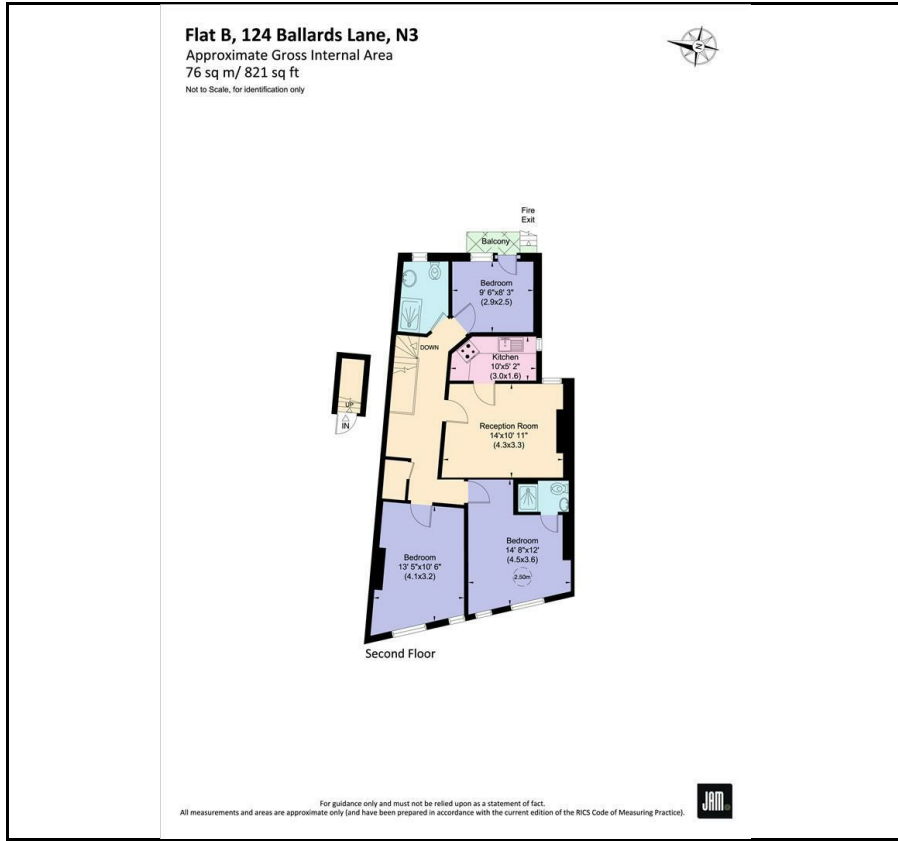 Flat B, 124 Ballards Lane, N3
Approximate Gross Internal Area
76 sq m/ 821 sq ft
Not to Scale, for identification only
N
Fire
Exit
Balcony
Bedroom
9' 6"x8' 3"
(2.9x2.5)
DOWN
Kitchen
10'x5' 2"
(3.0x1.6)
UP
IN
Reception Room
14'x10' 11"
(4.3x3.3)
Bedroom
14' 8"x12'
(4.5x3.6)
2.50m
Bedroom
13' 5"x10' 6"
(4.1x3.2)
Second Floor
For guidance only and must not be relied upon as a statement of fact.
All measurements and areas are approximate only (and have been prepared in accordance with the current edition of the RICS Code of Measuring Practice).
JAM